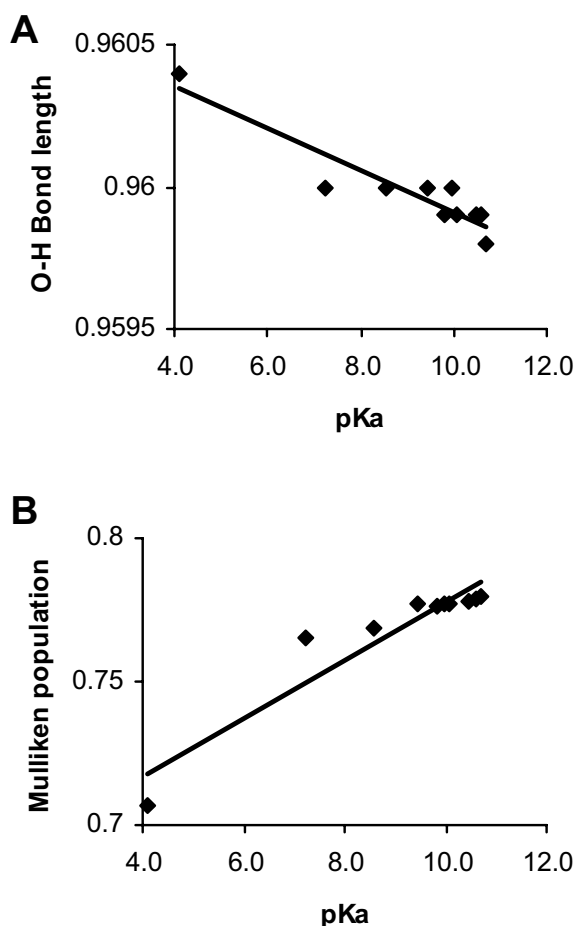 A
O-H Bond length
0.9605
0.96
0.9595
4.0 6.0 8.0 10.0 12.0
pKa
B
Mulliken population
0.8
0.75
0.7
4.0 6.0 8.0 10.0 12.0
pKa